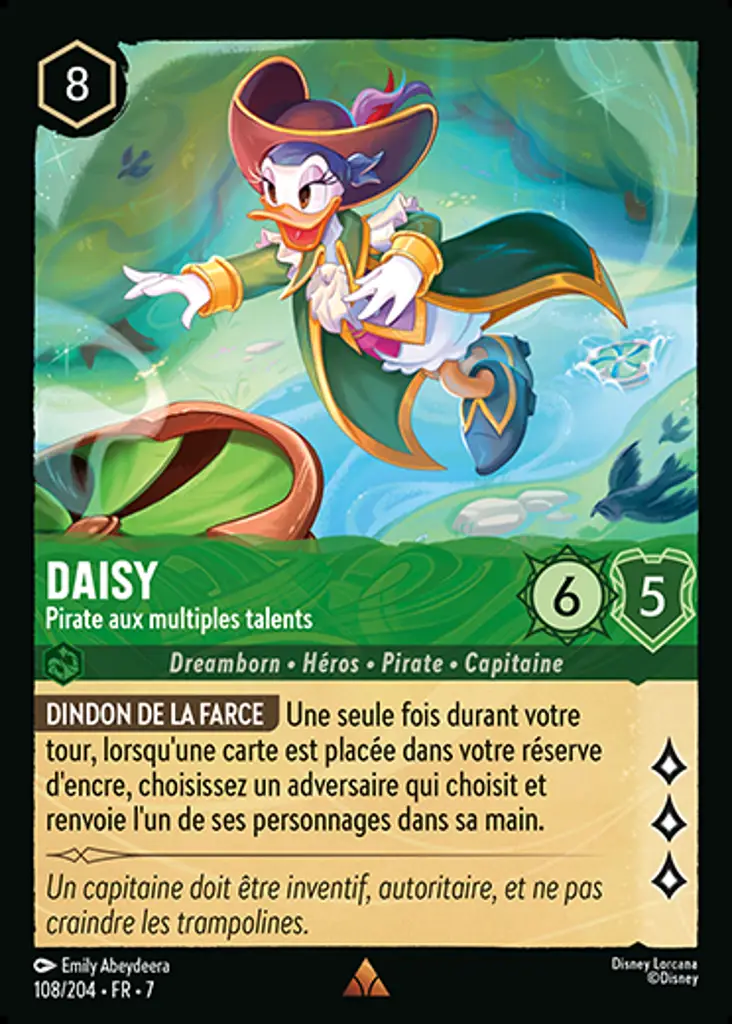 8
DAISY
Pirate aux multiples talents
6
5
Dreamborn • Héros • Pirate • Capitaine
DINDON DE LA FARCE Une seule fois durant votre
tour, lorsqu'une carte est placée dans votre réserve
d'encre, choisissez un adversaire qui choisit et
renvoie l'un de ses personnages dans sa main.
Un capitaine doit être inventif, autoritaire, et ne pas
craindre les trampolines.
Emily Abeydeera
108/204 • FR • 7
Disney Lorcana
©Disney